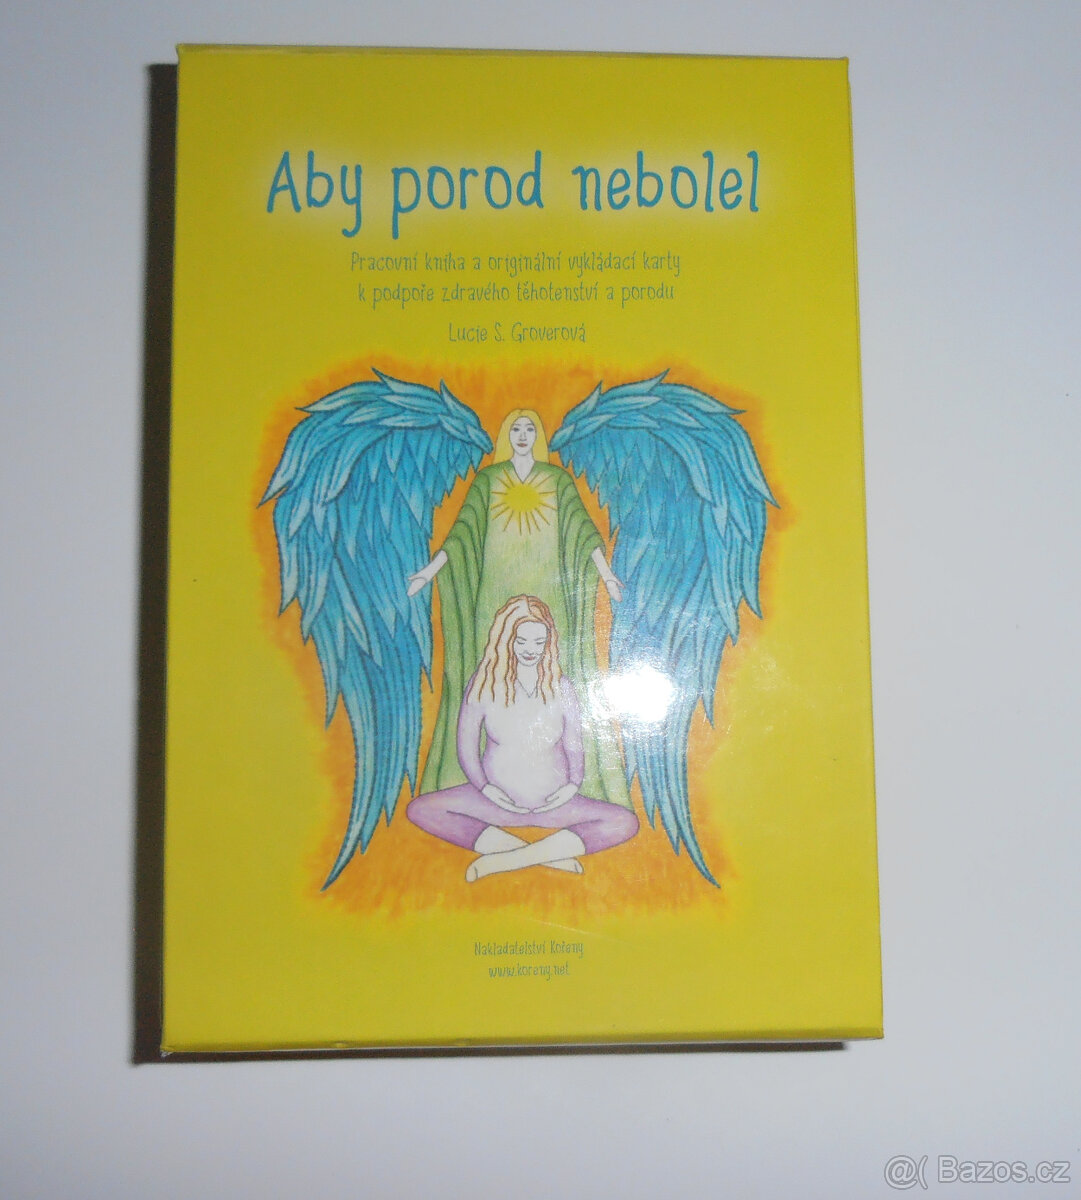 Aby porod nebolel
Pracovní kniha a originální vykládací karty
k podpoře zdravého těhotenství a porodu
Lucie S. Groverová
Nakladatelství Kořeny
www.koreny.net
@( Bazos.cz